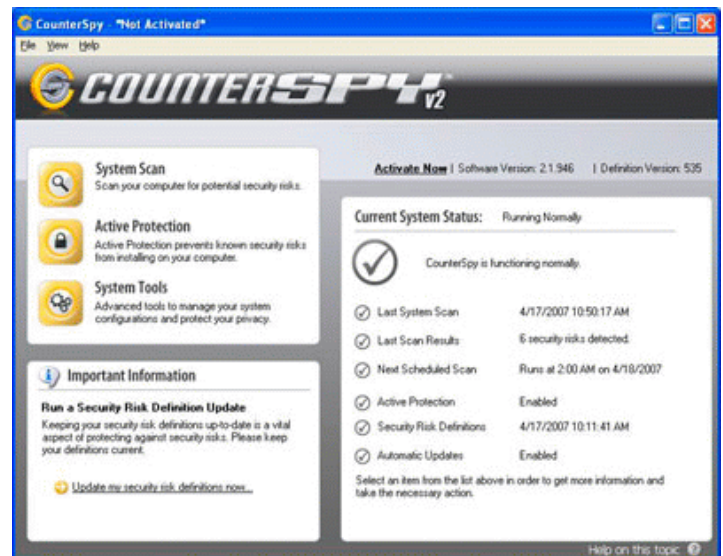 CounterSpy - *Not Activated*
File View Help
COUNTERSPY v2
System Scan
Scan your computer for potential security risks.
Active Protection
Active Protection prevents known security risks
from installing on your computer.
System Tools
Advanced tools to manage your system
configurations and protect your privacy.
Important Information
Run a Security Risk Definition Update
Keeping your security risk definitions up-to-date is a vital
aspect of protecting against security risks. Please keep
your definitions current.
Update my security risk definitions now...
Activate Now | Software Version: 2.1.946 | Definition Version: 535
Current System Status: Running Normally
CounterSpy is functioning normally.
Last System Scan 4/17/2007 10:50:17 AM
Last Scan Results 6 security risks detected.
Next Scheduled Scan Runs at 2:00 AM on 4/18/2007
Active Protection Enabled
Security Risk Definitions 4/17/2007 10:11:41 AM
Automatic Updates Enabled
Select an item from the list above in order to get more information and
take the necessary action.
Help on this topic